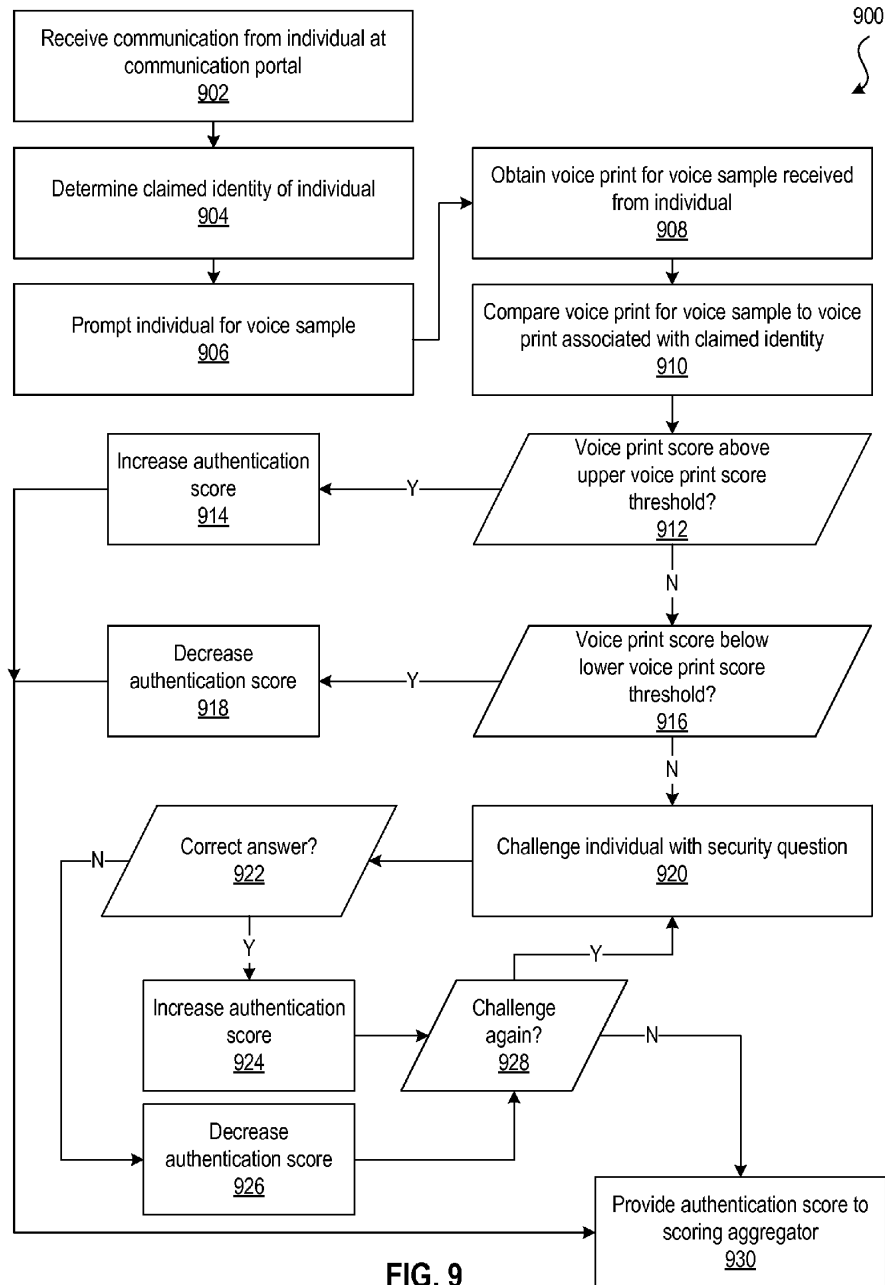 900
Receive communication from individual at
communication portal
902
Determine claimed identity of individual
904
Prompt individual for voice sample
906
Obtain voice print for voice sample received
from individual
908
Compare voice print for voice sample to voice
print associated with claimed identity
910
Voice print score above
upper voice print score
threshold?
912
Y
Increase authentication
score
914
N
Voice print score below
lower voice print score
threshold?
916
Y
Decrease
authentication score
918
N
Challenge individual with security question
920
Correct answer?
922
N
Y
Increase authentication
score
924
Decrease
authentication score
926
Challenge
again?
928
Y
N
Provide authentication score to
scoring aggregator
930
FIG. 9